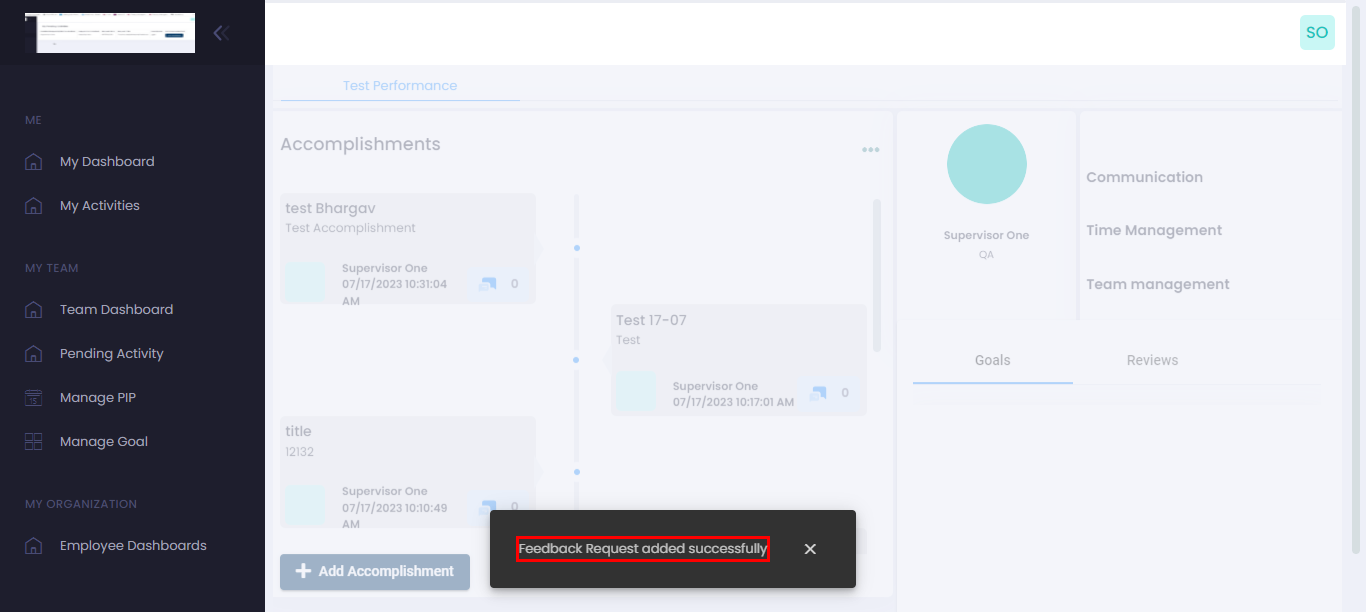 SO
ME
My Dashboard
My Activities
MY TEAM
Team Dashboard
Pending Activity
15
Manage PIP
Manage Goal
MY ORGANIZATION
Employee Dashboards
Test Performance
Accomplishments
test Bhargav
Test Accomplishment
Supervisor One
07/17/2023 10:31:04
AM
0
Test 17-07
Test
Supervisor One
07/17/2023 10:17:01 AM
0
title
12132
Supervisor One
07/17/2023 10:10:49
AM
0
Add Accomplishment
Supervisor One
QA
Communication
Time Management
Team management
Goals
Reviews
Feedback Request added successfully